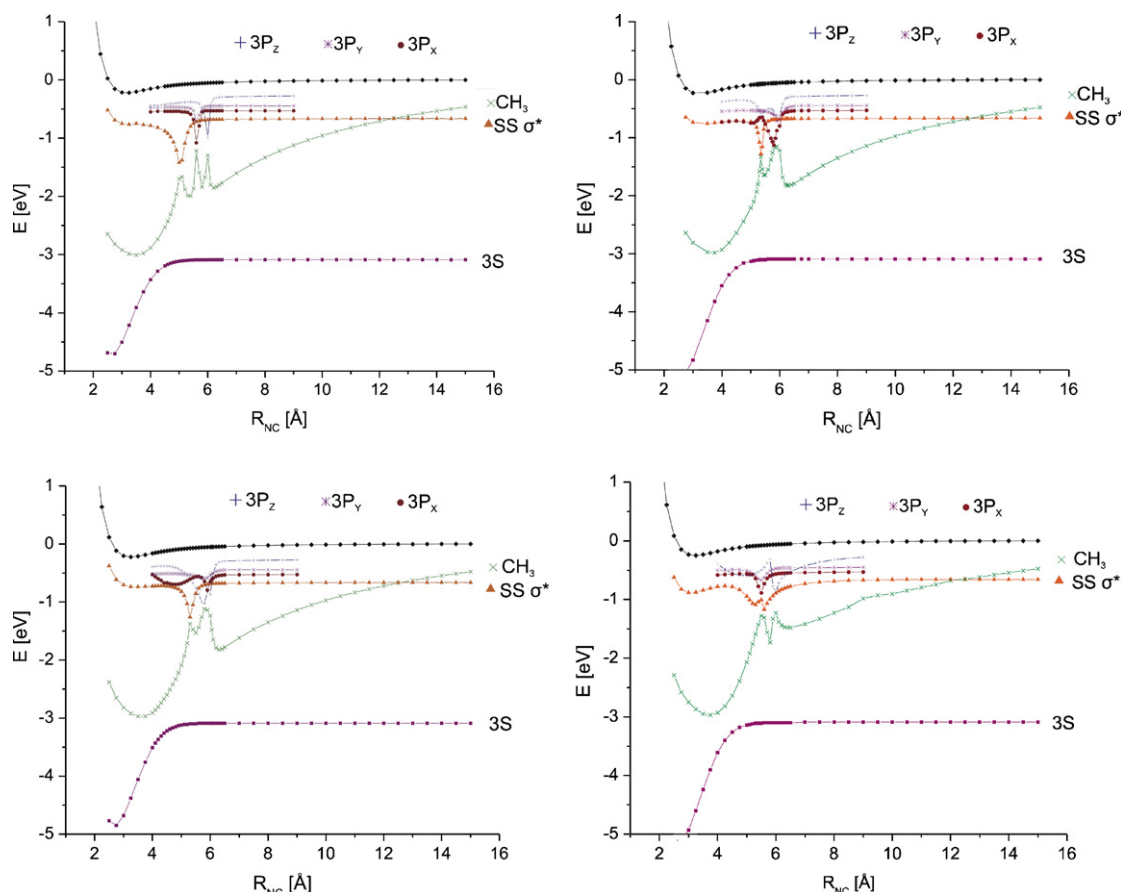 1
0
-1
-2
-3
-4
-5
E [eV]
2 4 6 8 10 12 14 16
R_NC [Å]
+ 3P_Z × 3P_Y ● 3P_X
× CH₃
▲ SS σ*
3S
1
0
-1
-2
-3
-4
-5
E [eV]
2 4 6 8 10 12 14 16
R_NC [Å]
+ 3P_Z × 3P_Y ● 3P_X
× CH₃
▲ SS σ*
3S
1
0
-1
-2
-3
-4
-5
E [eV]
2 4 6 8 10 12 14 16
R_NC [Å]
+ 3P_Z × 3P_Y ● 3P_X
× CH₃
▲ SS σ*
3S
1
0
-1
-2
-3
-4
-5
E [eV]
2 4 6 8 10 12 14 16
R_NC [Å]
+ 3P_Z × 3P_Y ● 3P_X
× CH₃
▲ SS σ*
3S